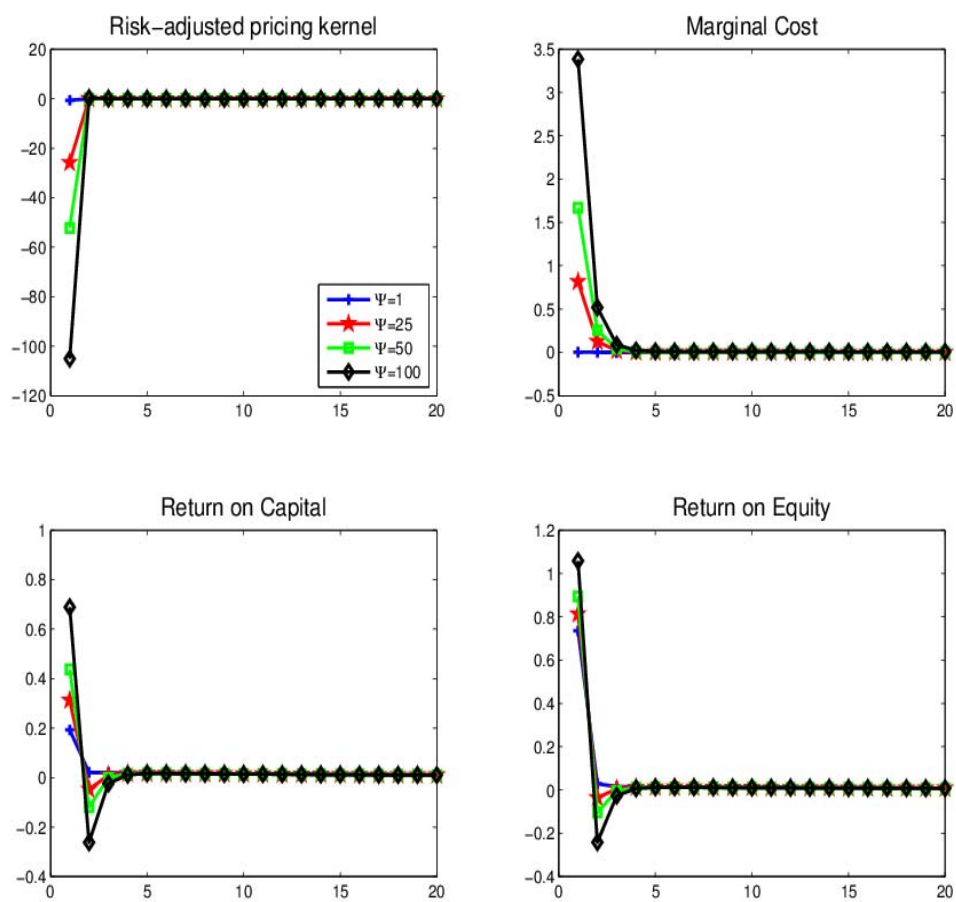 Risk-adjusted pricing kernel
20
0
-20
-40
-60
-80
-100
-120
0 5 10 15 20
Ψ=1
Ψ=25
Ψ=50
Ψ=100
Marginal Cost
3.5
3
2.5
2
1.5
1
0.5
0
-0.5
0 5 10 15 20
Return on Capital
1
0.8
0.6
0.4
0.2
0
-0.2
-0.4
0 5 10 15 20
Return on Equity
1.2
1
0.8
0.6
0.4
0.2
0
-0.2
-0.4
0 5 10 15 20